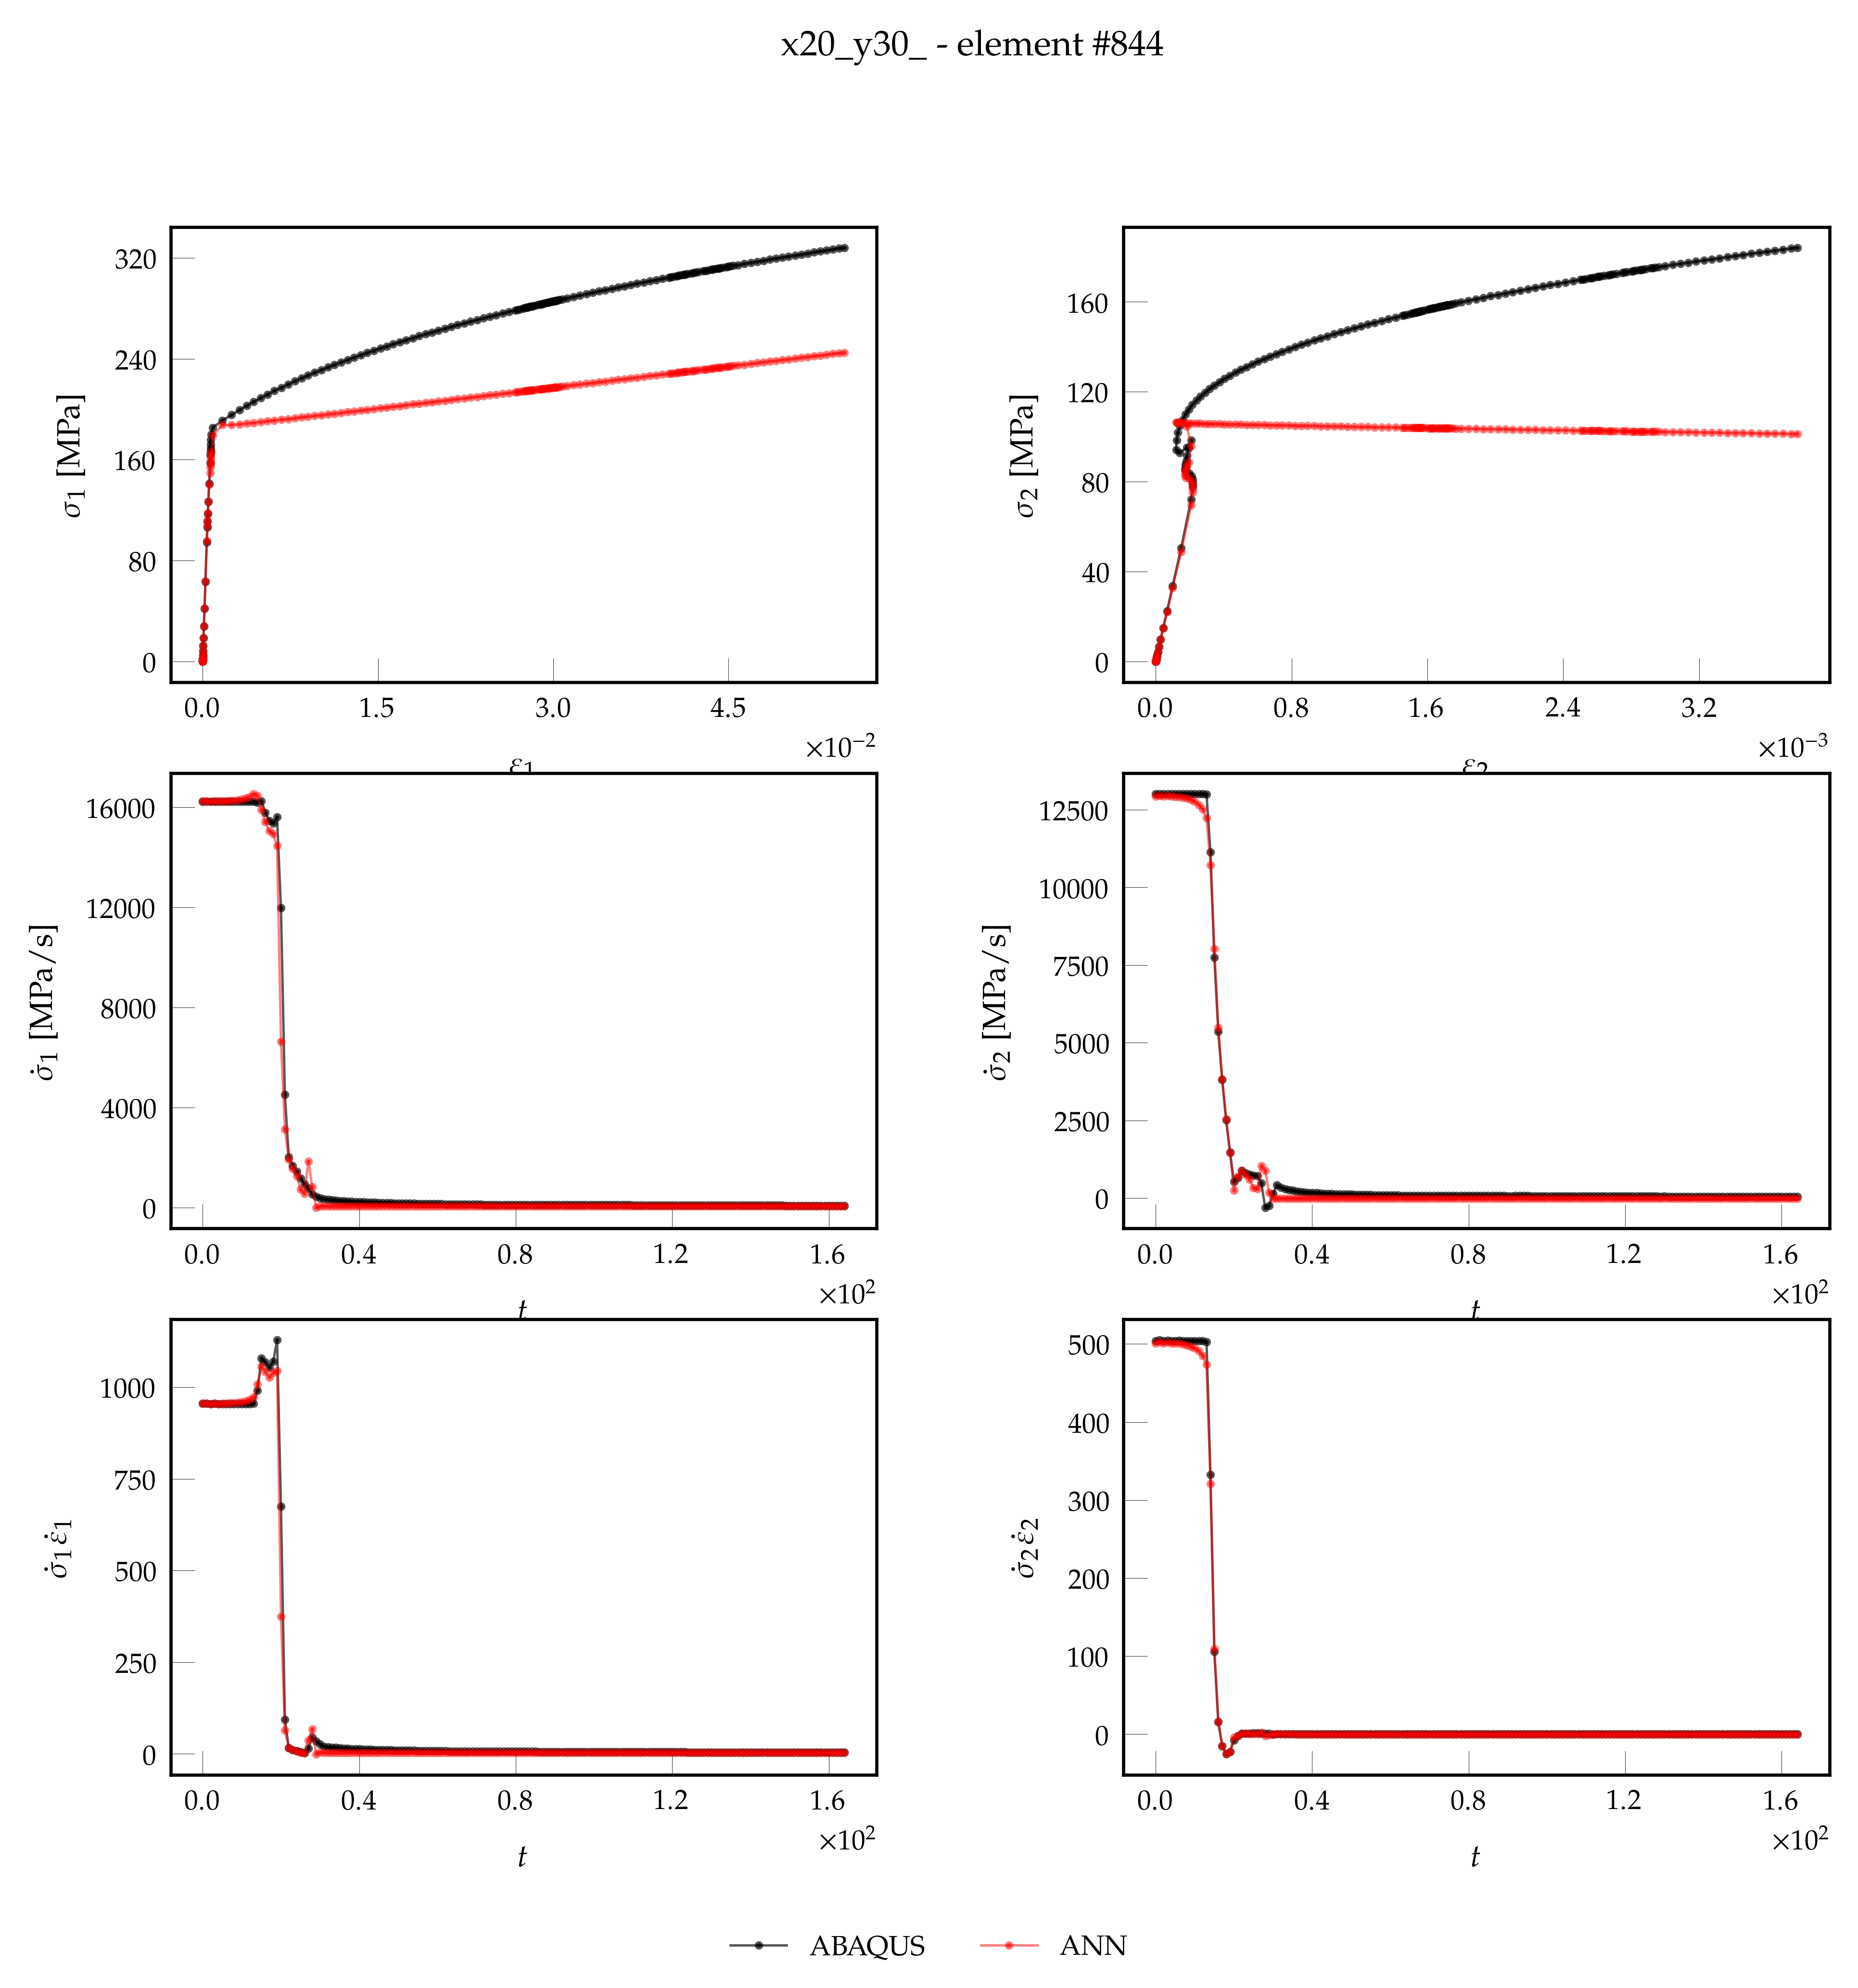 x20_y30_ - element #844
σ₁ [MPa]
320
240
160
80
0
0.0 1.5 3.0 4.5
×10⁻²
ε₁
σ₂ [MPa]
160
120
80
40
0
0.0 0.8 1.6 2.4 3.2
×10⁻³
ε₂
σ̇₁ [MPa/s]
16000
12000
8000
4000
0
0.0 0.4 0.8 1.2 1.6
×10²
t
σ̇₂ [MPa/s]
12500
10000
7500
5000
2500
0
0.0 0.4 0.8 1.2 1.6
×10²
t
σ̇₁ε̇₁
1000
750
500
250
0
0.0 0.4 0.8 1.2 1.6
×10²
t
σ̇₂ε̇₂
500
400
300
200
100
0
0.0 0.4 0.8 1.2 1.6
×10²
t
ABAQUS ANN